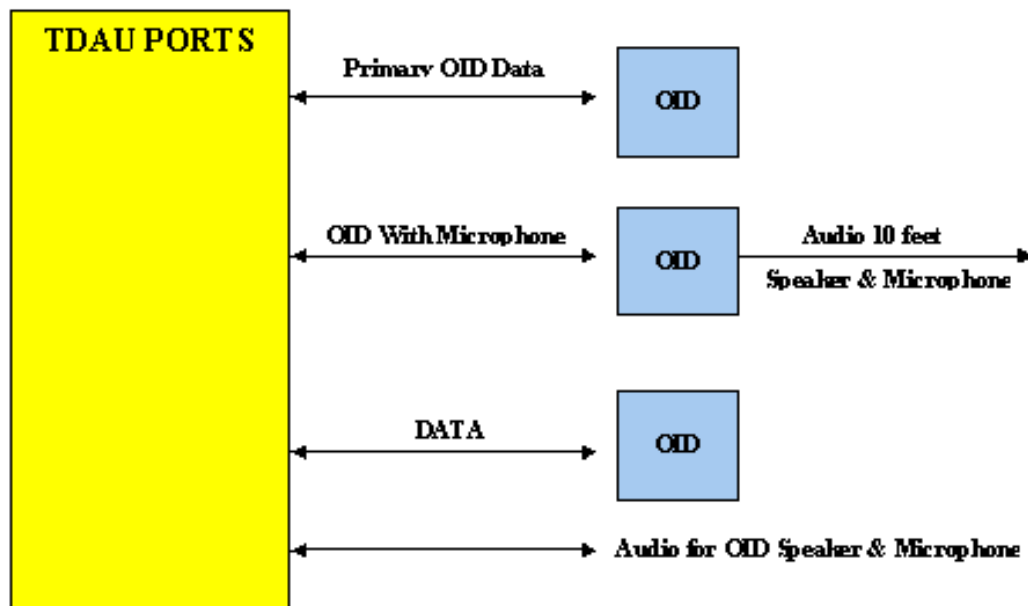 TDAU PORTS
Primary OID Data
OID
OID With Microphone
OID
Audio 10 feet
Speaker & Microphone
DATA
OID
Audio for OID Speaker & Microphone